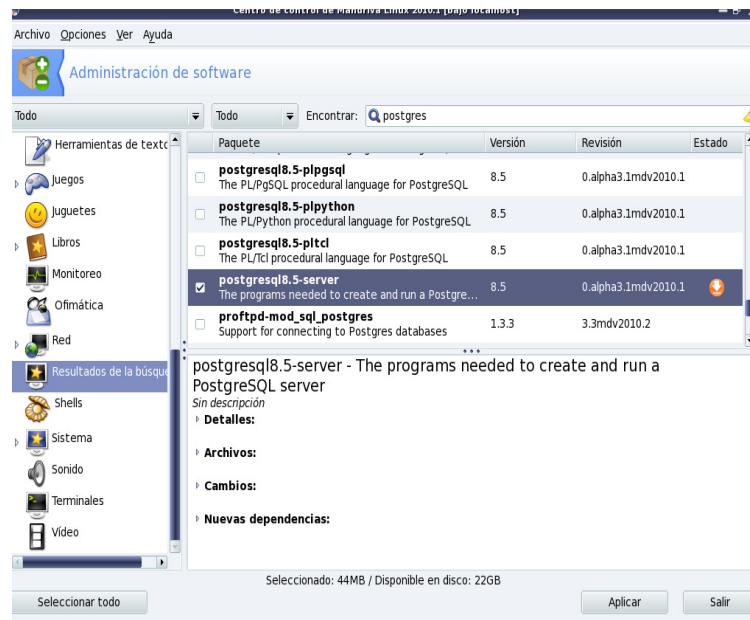 Centro de control de Mandriva Linux 2010.1 [bajo localhost]
Archivo Opciones Ver Ayuda
Administración de software
Todo Todo Encontrar: postgres
Herramientas de texto
Juegos
Juguetes
Libros
Monitoreo
Ofimática
Red
Resultados de la búsque
Shells
Sistema
Sonido
Terminales
Vídeo
Paquete Versión Revisión Estado
postgresql8.5-plpgsql
The PL/PgSQL procedural language for PostgreSQL 8.5 0.alpha3.1mdv2010.1
postgresql8.5-plpython
The PL/Python procedural language for PostgreSQL 8.5 0.alpha3.1mdv2010.1
postgresql8.5-pltcl
The PL/Tcl procedural language for PostgreSQL 8.5 0.alpha3.1mdv2010.1
postgresql8.5-server
The programs needed to create and run a Postgre... 8.5 0.alpha3.1mdv2010.1
proftpd-mod_sql_postgres
Support for connecting to Postgres databases 1.3.3 3.3mdv2010.2
postgresql8.5-server - The programs needed to create and run a
PostgreSQL server
Sin descripción
Detalles:
Archivos:
Cambios:
Nuevas dependencias:
Seleccionado: 44MB / Disponible en disco: 22GB
Seleccionar todo Aplicar Salir